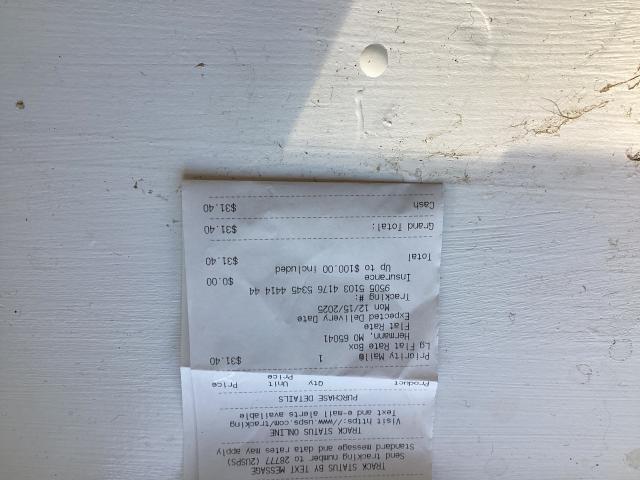 TRACK STATUS BY TEXT MESSAGE
Send tracking number to 28777 (2USPS)
Standard message and data rates may apply
TRACK STATUS ONLINE
Visit https://www.usps.com/tracking
Text and e-mail alerts available
PURCHASE DETAILS
Product Qty Unit Price
Price
Priority Mail® 1 $31.40
Lg Flat Rate Box
Hermann, MO 65041
Flat Rate
Expected Delivery Date
Mon 12/15/2025
Tracking #:
9505 5103 4176 5345 4414 44
Insurance $0.00
Up to $100.00 included
Total $31.40
Grand Total: $31.40
Cash $31.40